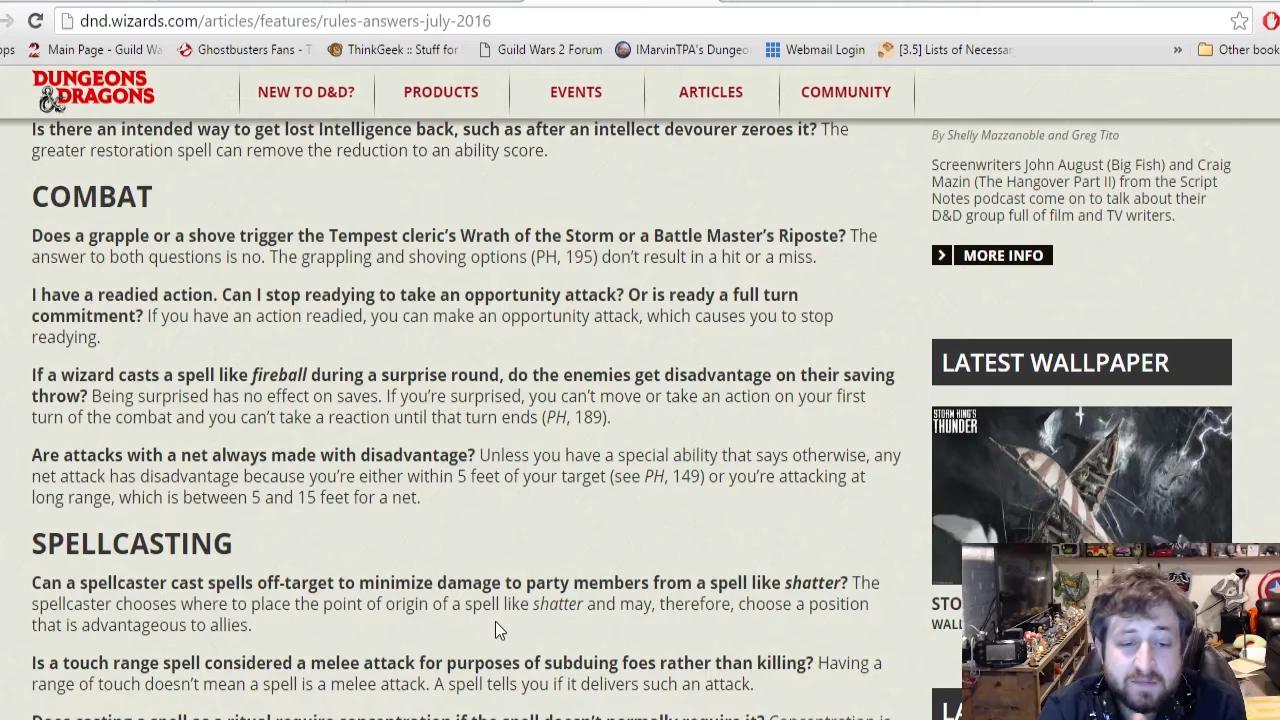 dnd.wizards.com/articles/features/rules-answers-july-2016
Main Page - Guild Wa
Ghostbusters Fans - T
ThinkGeek :: Stuff for
Guild Wars 2 Forum
IMarvinTPA's Dungeo
Webmail Login
[3.5] Lists of Necessar
»
Other book
DUNGEONS
& DRAGONS
NEW TO D&D?
PRODUCTS
EVENTS
ARTICLES
COMMUNITY
Is there an intended way to get lost Intelligence back, such as after an intellect devourer zeroes it? The
greater restoration spell can remove the reduction to an ability score.
COMBAT
Does a grapple or a shove trigger the Tempest cleric’s Wrath of the Storm or a Battle Master’s Riposte? The
answer to both questions is no. The grappling and shoving options (PH, 195) don’t result in a hit or a miss.
I have a readied action. Can I stop readying to take an opportunity attack? Or is ready a full turn
commitment? If you have an action readied, you can make an opportunity attack, which causes you to stop
readying.
If a wizard casts a spell like fireball during a surprise round, do the enemies get disadvantage on their saving
throw? Being surprised has no effect on saves. If you’re surprised, you can’t move or take an action on your first
turn of the combat and you can’t take a reaction until that turn ends (PH, 189).
Are attacks with a net always made with disadvantage? Unless you have a special ability that says otherwise, any
net attack has disadvantage because you’re either within 5 feet of your target (see PH, 149) or you’re attacking at
long range, which is between 5 and 15 feet for a net.
SPELLCASTING
Can a spellcaster cast spells off-target to minimize damage to party members from a spell like shatter? The
spellcaster chooses where to place the point of origin of a spell like shatter and may, therefore, choose a position
that is advantageous to allies.
Is a touch range spell considered a melee attack for purposes of subduing foes rather than killing? Having a
range of touch doesn’t mean a spell is a melee attack. A spell tells you if it delivers such an attack.
Does casting a spell as a ritual require concentration if the spell doesn’t normally require it? Concentration is
By Shelly Mazzanoble and Greg Tito
Screenwriters John August (Big Fish) and Craig
Mazin (The Hangover Part II) from the Script
Notes podcast come on to talk about their
D&D group full of film and TV writers.
MORE INFO
LATEST WALLPAPER
STORM KING'S
THUNDER
STO
WALL
LA